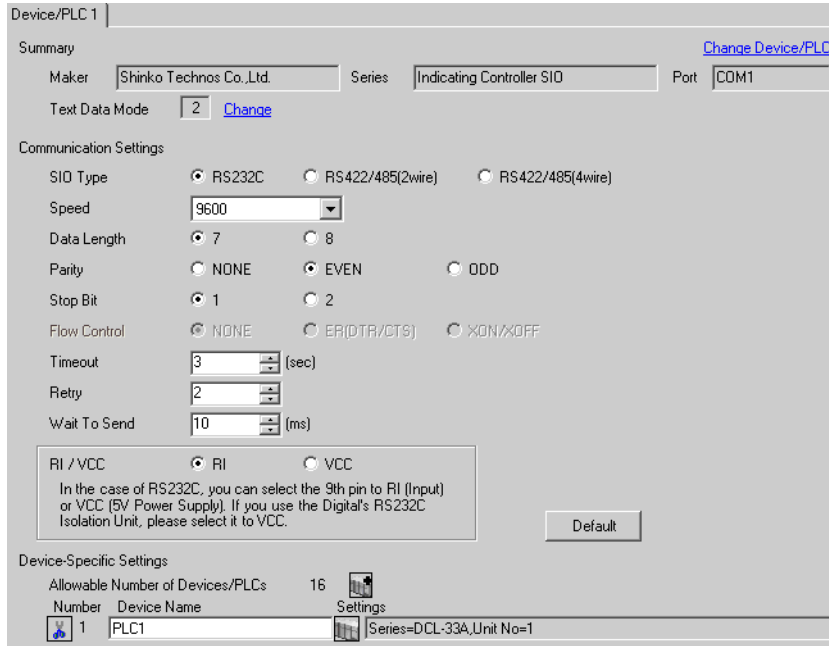 Device/PLC 1
Summary Change Device/PLC
Maker Shinko Technos Co.,Ltd. Series Indicating Controller SIO Port COM1
Text Data Mode 2 Change
Communication Settings
SIO Type RS232C RS422/485(2wire) RS422/485(4wire)
Speed 9600
Data Length 7 8
Parity NONE EVEN ODD
Stop Bit 1 2
Flow Control NONE ER(DTR/CTS) XON/XOFF
Timeout 3 (sec)
Retry 2
Wait To Send 10 (ms)
RI / VCC RI VCC
In the case of RS232C, you can select the 9th pin to RI (Input)
or VCC (5V Power Supply). If you use the Digital's RS232C
Isolation Unit, please select it to VCC.
Default
Device-Specific Settings
Allowable Number of Devices/PLCs 16
Number Device Name Settings
1 PLC1 Series=DCL-33A,Unit No=1